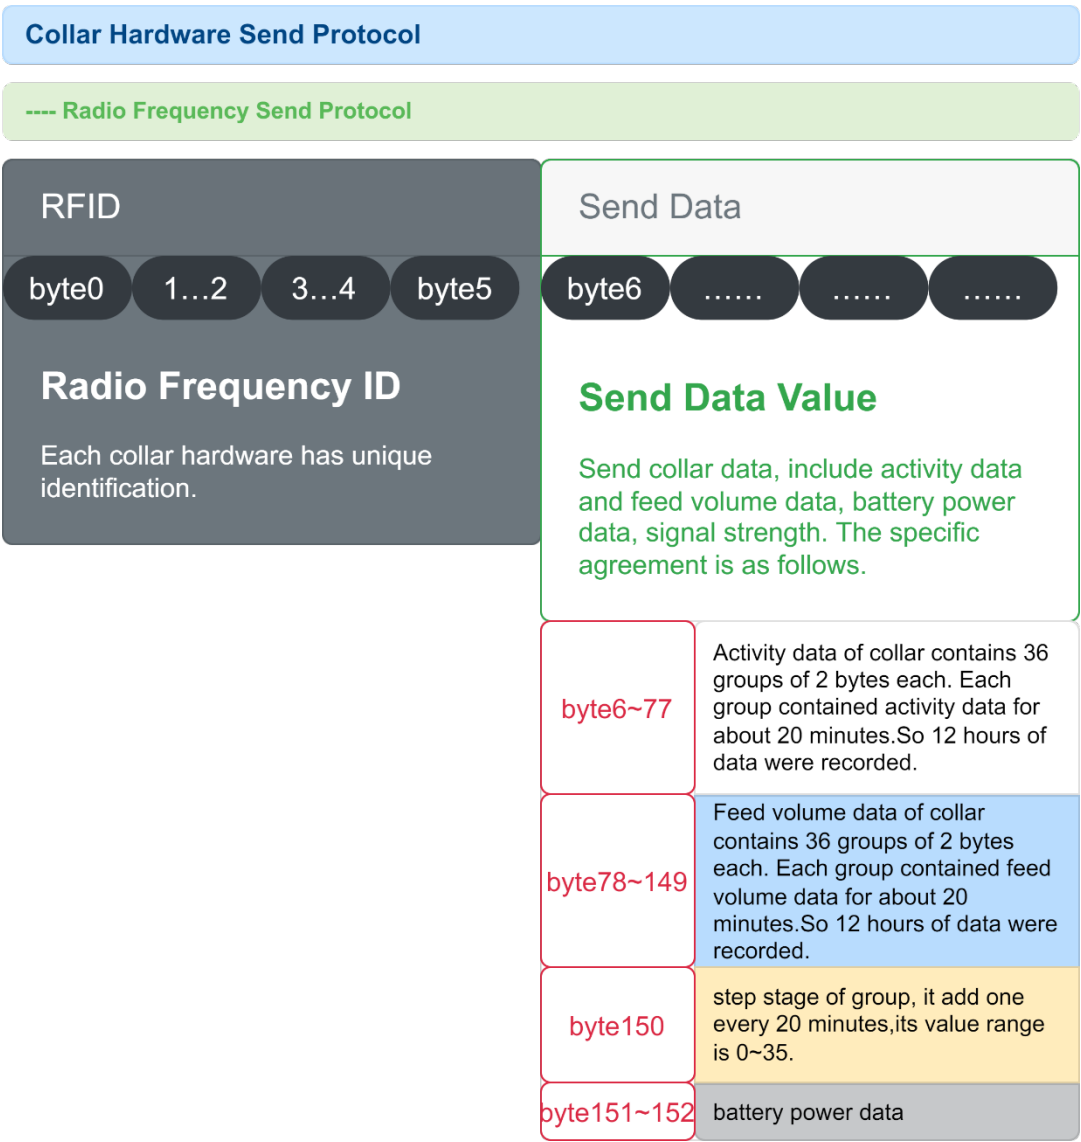 Collar Hardware Send Protocol
---- Radio Frequency Send Protocol
RFID
byte0 1...2 3...4 byte5
Radio Frequency ID
Each collar hardware has unique
identification.
Send Data
byte6 ...... ...... ......
Send Data Value
Send collar data, include activity data
and feed volume data, battery power
data, signal strength. The specific
agreement is as follows.
byte6~77
Activity data of collar contains 36
groups of 2 bytes each. Each
group contained activity data for
about 20 minutes.So 12 hours of
data were recorded.
byte78~149
Feed volume data of collar
contains 36 groups of 2 bytes
each. Each group contained feed
volume data for about 20
minutes.So 12 hours of data were
recorded.
byte150
step stage of group, it add one
every 20 minutes,its value range
is 0~35.
byte151~152
battery power data